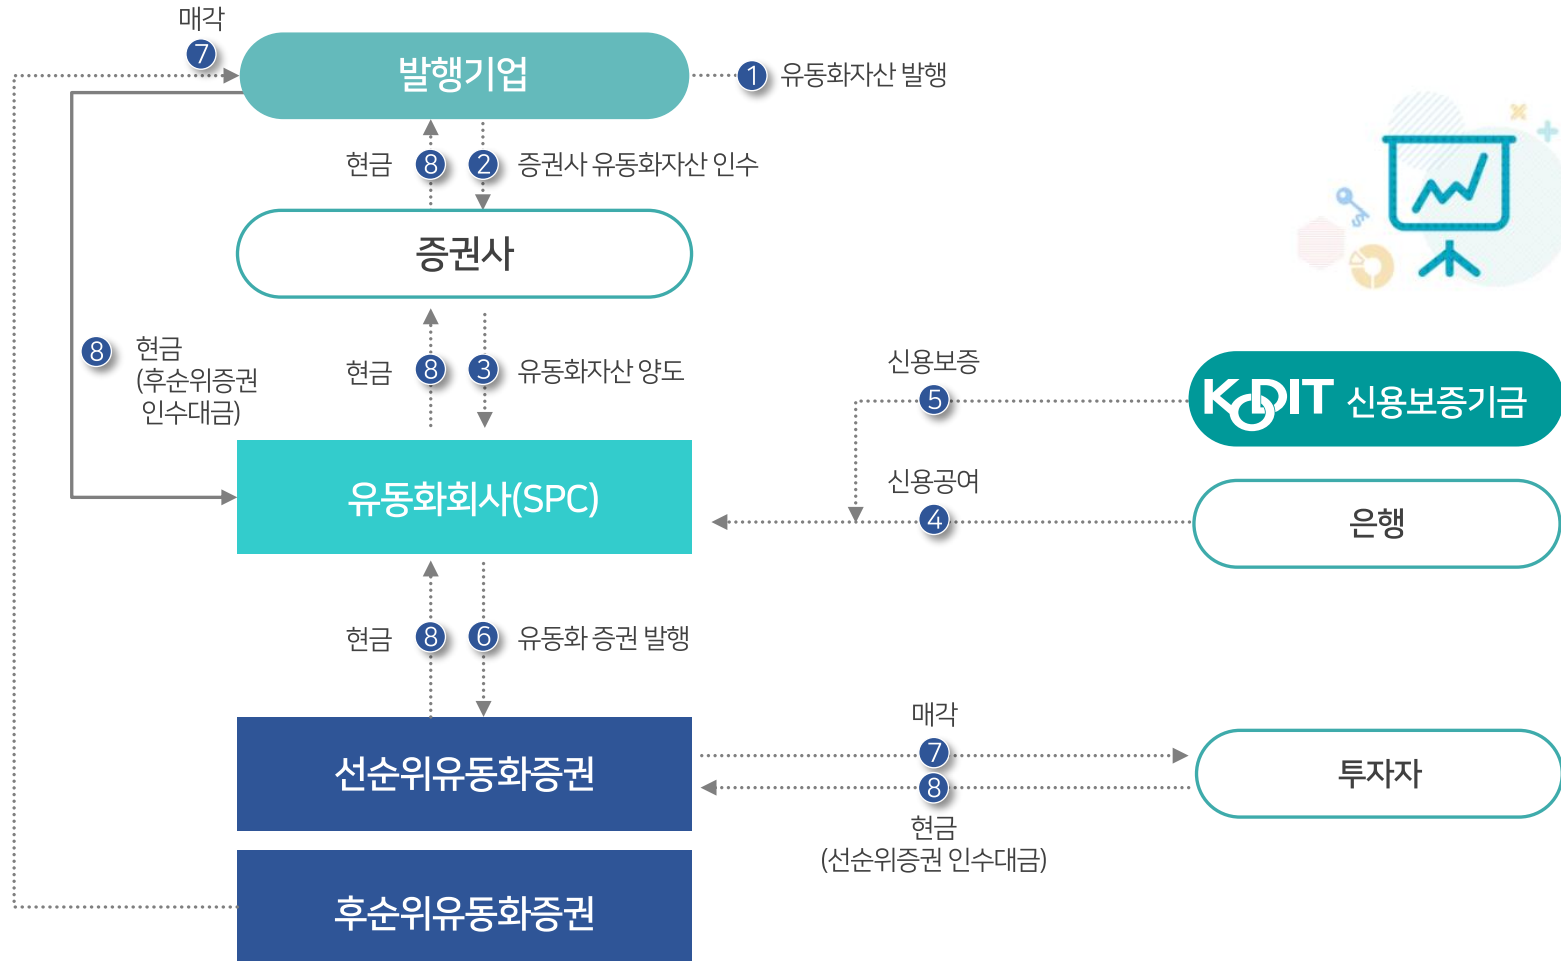 매각
7
발행기업
1 유동화자산 발행
현금 8 2 증권사 유동화자산 인수
증권사
8 현금
(후순위증권
인수대금)
현금 8 3 유동화자산 양도
신용보증
5
KODIT 신용보증기금
유동화회사(SPC)
신용공여
4
은행
현금 8 6 유동화 증권 발행
선순위유동화증권
매각
7
8
현금
(선순위증권 인수대금)
투자자
후순위유동화증권